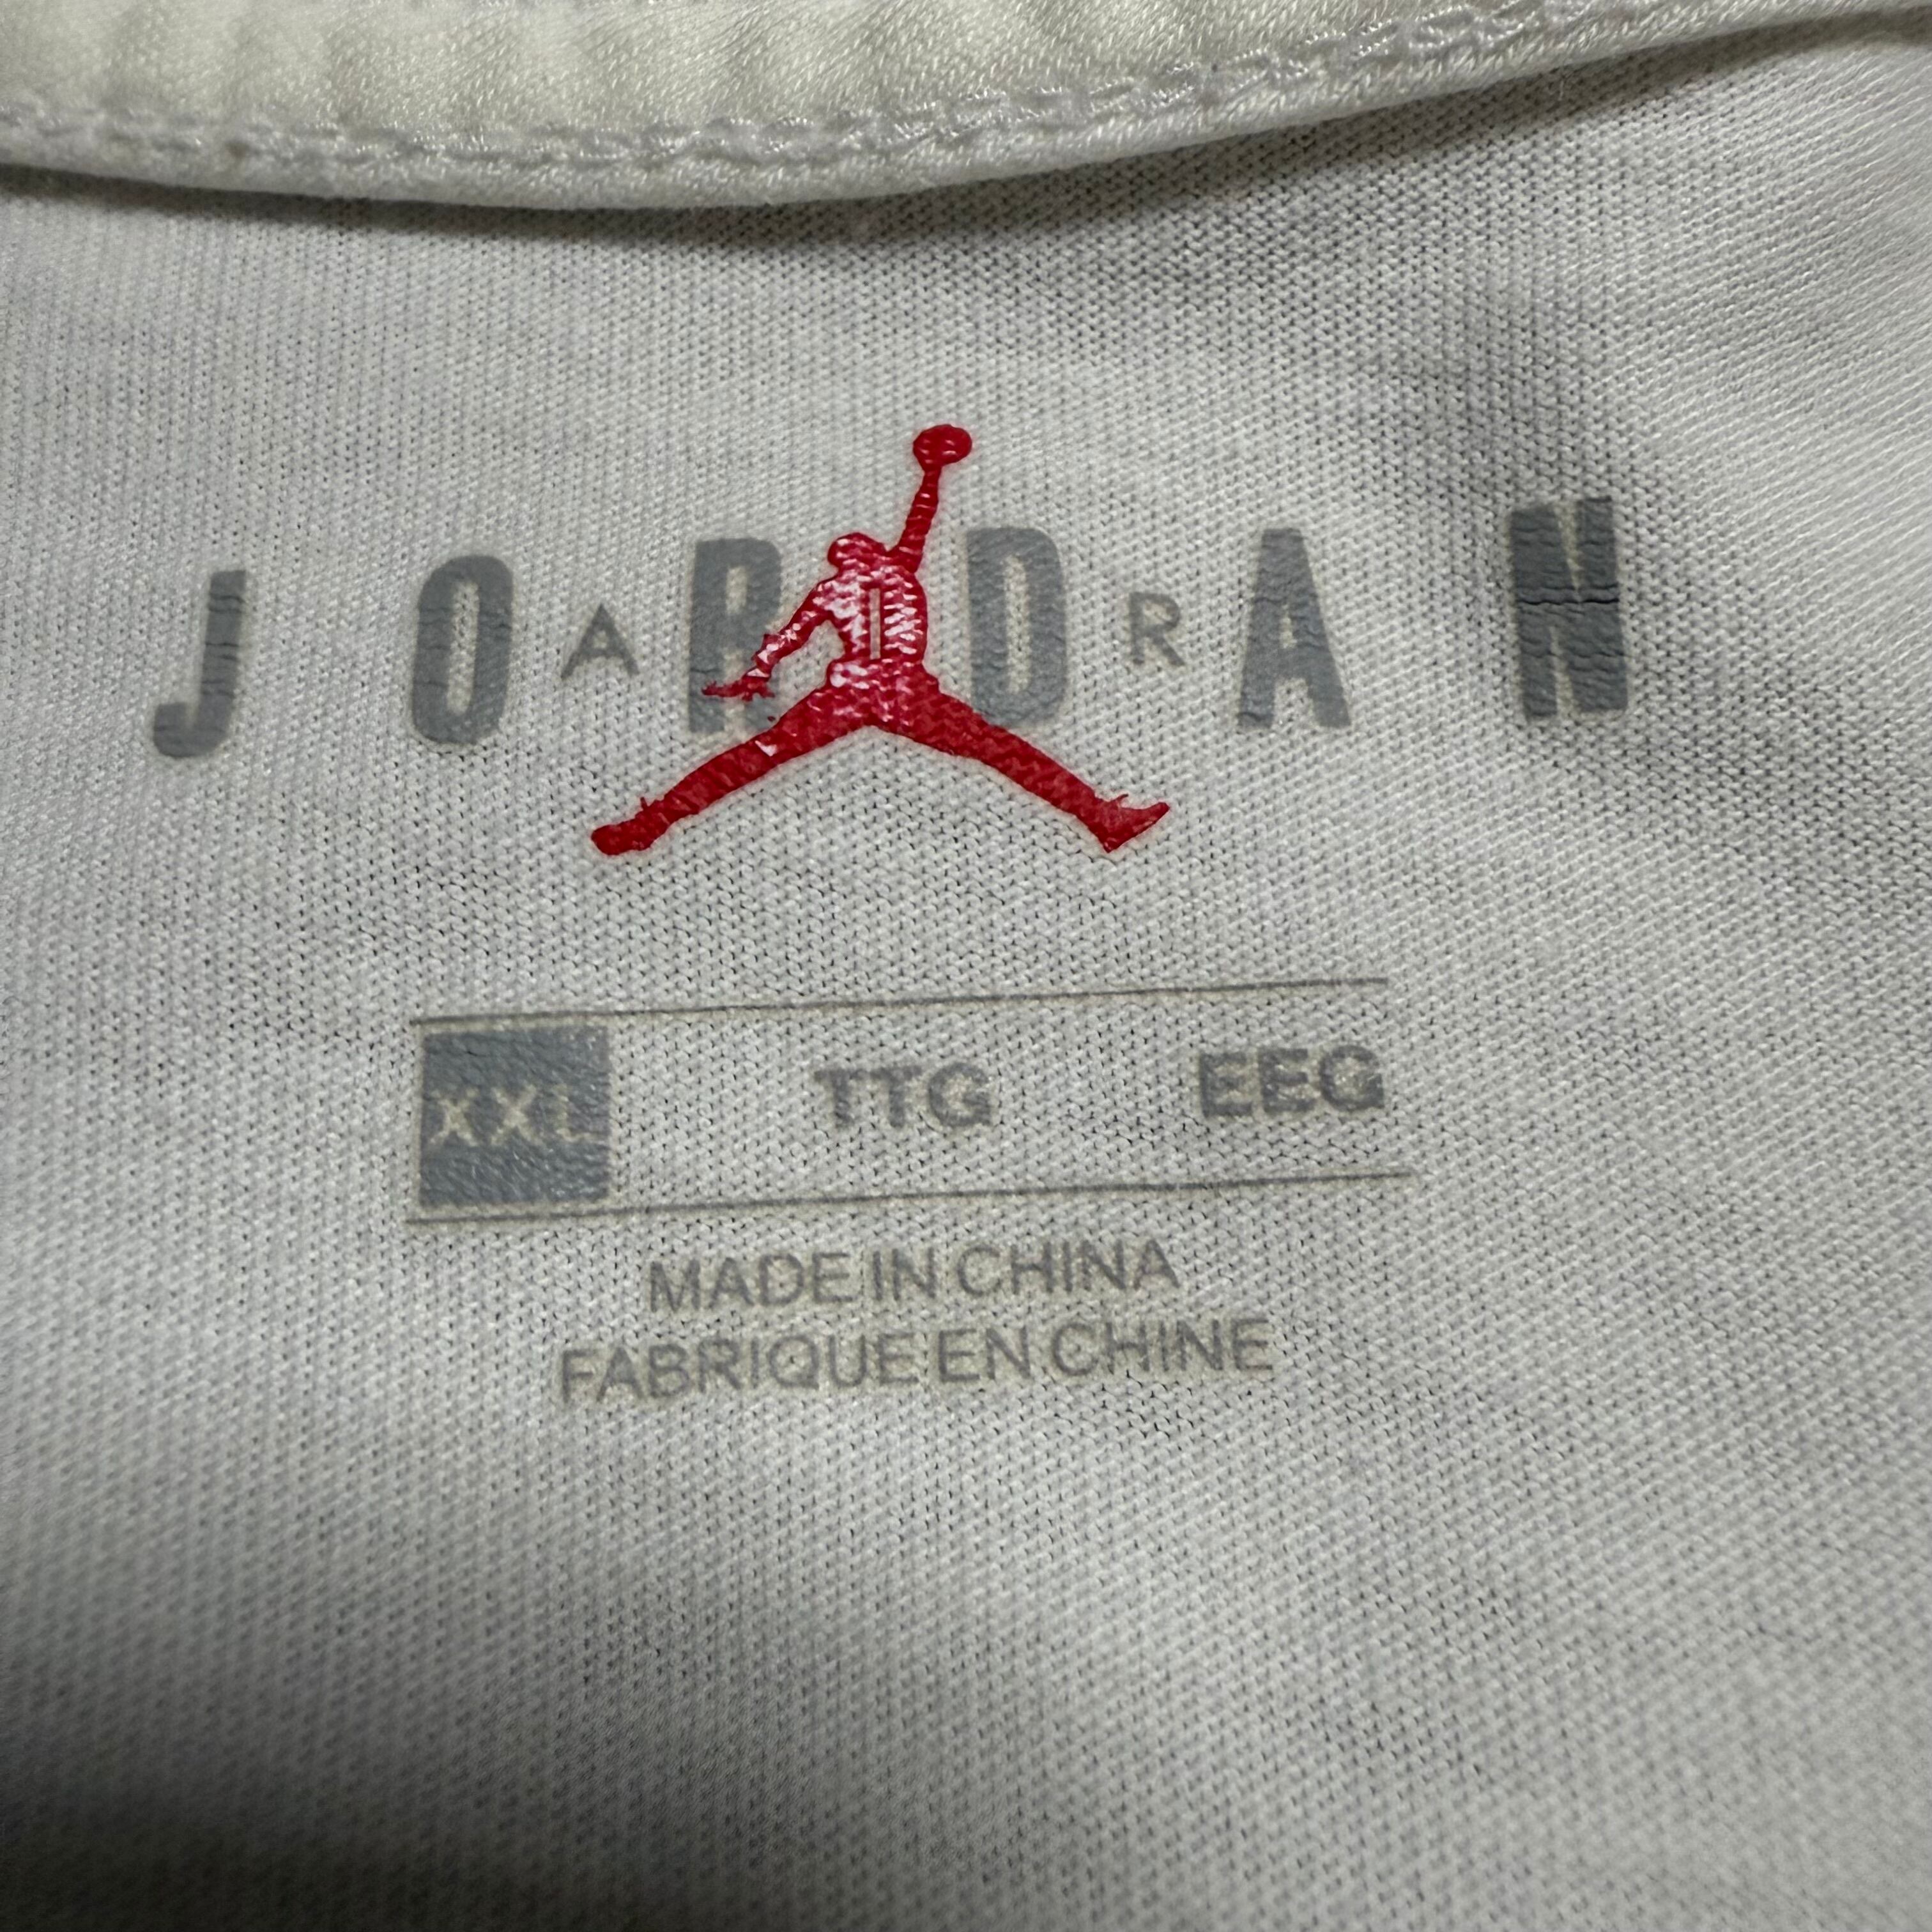 JORDAN
AIR
XXL TTG EEG
MADE IN CHINA
FABRIQUE EN CHINE